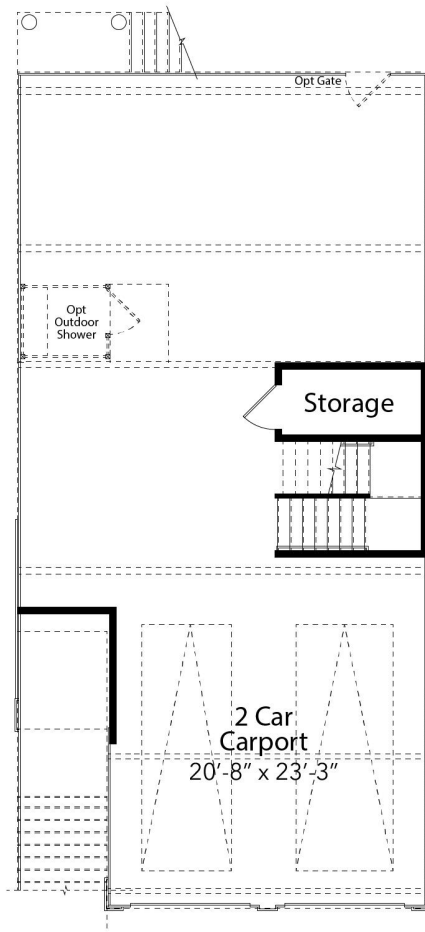 Opt Gate
Opt
Outdoor
Shower
Storage
2 Car
Carport
20'-8" x 23'-3"